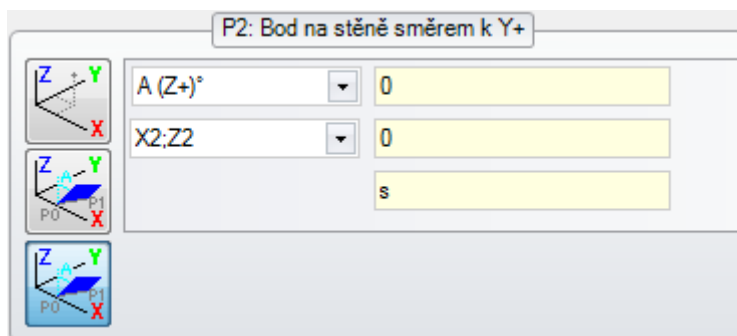 P2: Bod na stěně směrem k Y+
Z Y
X
A (Z+)° 0
Z Y
A
P0 P1
X
X2;Z2 0
s
Z Y
A
P0 P1
X